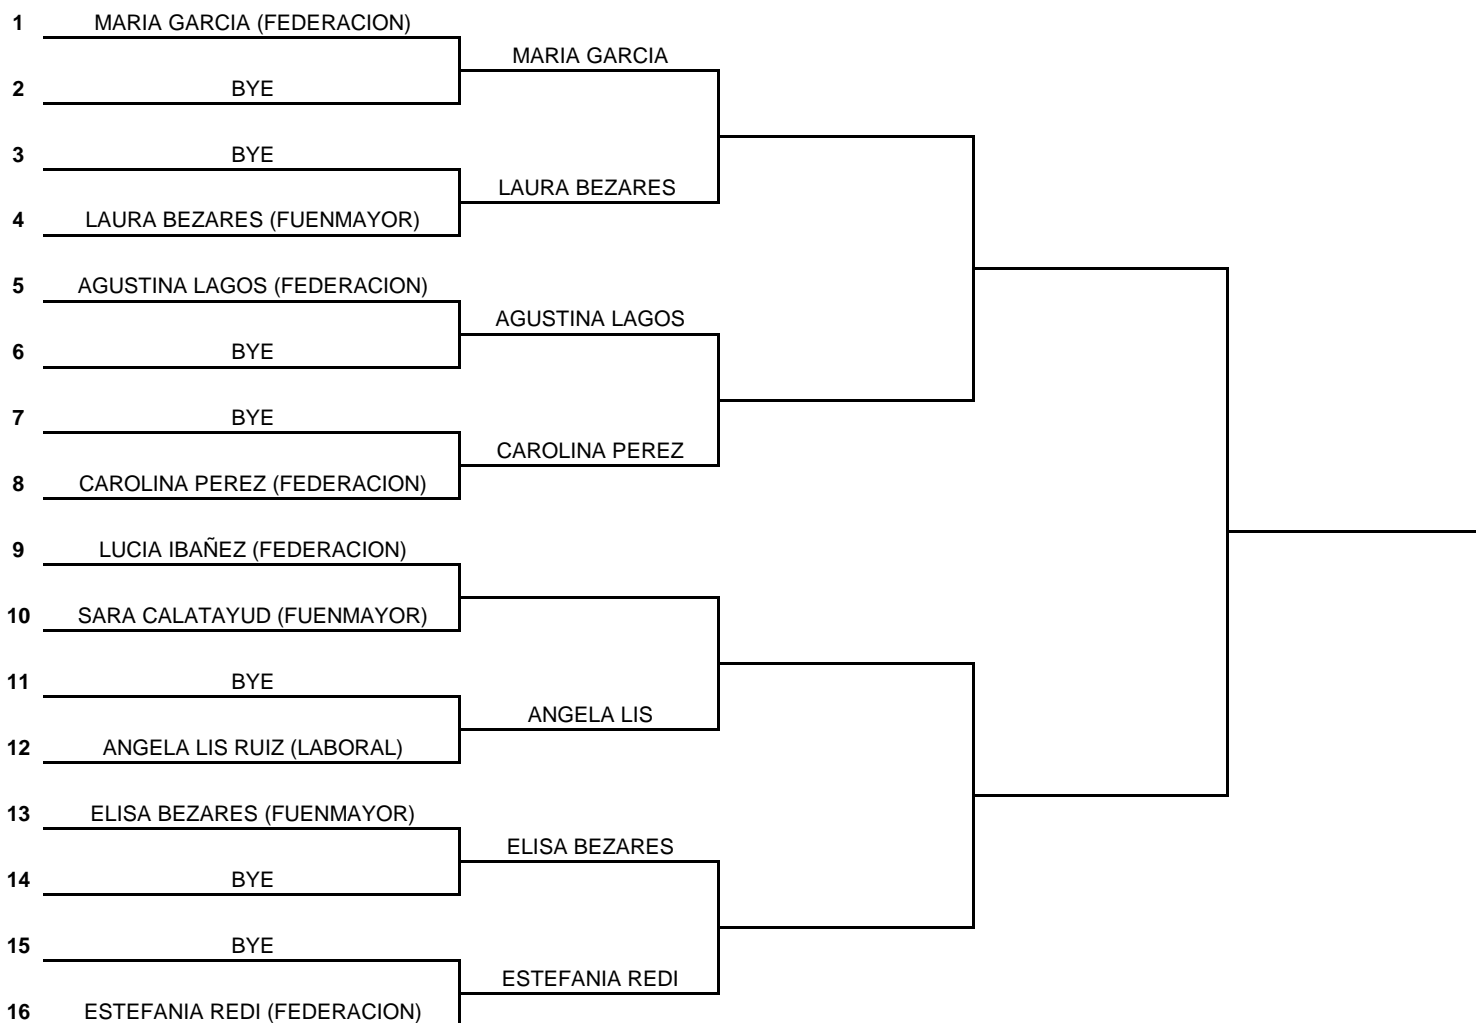 1 MARIA GARCIA (FEDERACION)
MARIA GARCIA
2 BYE
3 BYE
LAURA BEZARES
4 LAURA BEZARES (FUENMAYOR)
5 AGUSTINA LAGOS (FEDERACION)
AGUSTINA LAGOS
6 BYE
7 BYE
CAROLINA PEREZ
8 CAROLINA PEREZ (FEDERACION)
9 LUCIA IBAÑEZ (FEDERACION)
10 SARA CALATAYUD (FUENMAYOR)
11 BYE
ANGELA LIS
12 ANGELA LIS RUIZ (LABORAL)
13 ELISA BEZARES (FUENMAYOR)
ELISA BEZARES
14 BYE
15 BYE
ESTEFANIA REDI
16 ESTEFANIA REDI (FEDERACION)